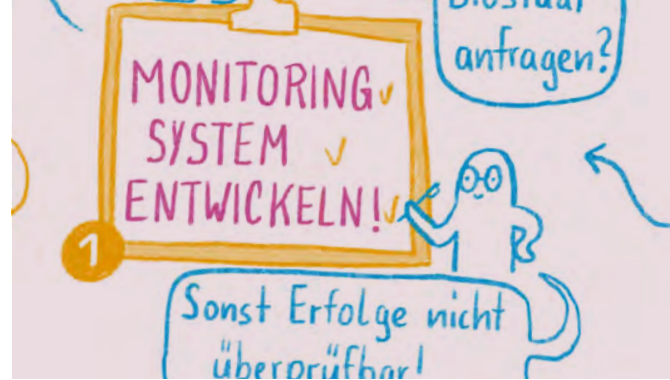 anfragen?
MONITORING
SYSTEM
ENTWICKELN!
1
Sonst Erfolge nicht
überprüfbar!